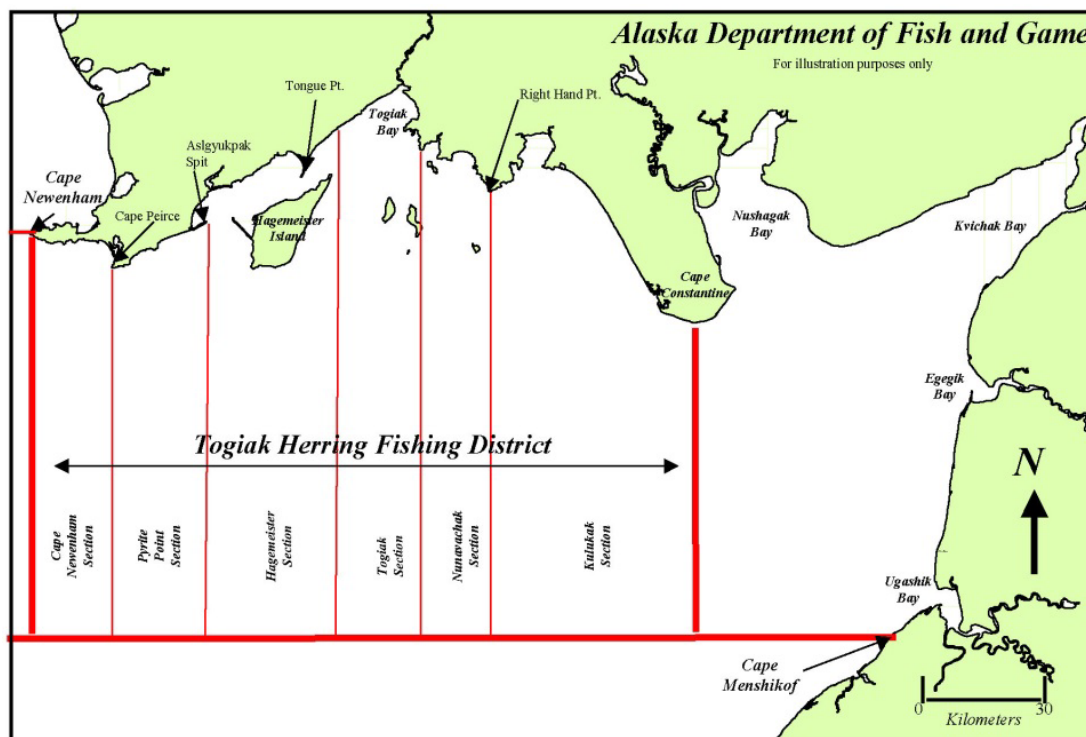 Alaska Department of Fish and Game
For illustration purposes only
Tongue Pt.
Togiak
Bay
Right Hand Pt.
Aslgyukpak
Spit
Cape
Newenham
Cape Peirce
Hagemeister
Island
Nushagak
Bay
Kvichak Bay
Cape
Constantine
Egegik
Bay
Togiak Herring Fishing District
N
Cape
Newenham
Section
Pyrite
Point
Section
Hagemeister
Section
Togiak
Section
Nunavachak
Section
Kulukak
Section
Ugashik
Bay
Cape
Menshikof
0 30
Kilometers